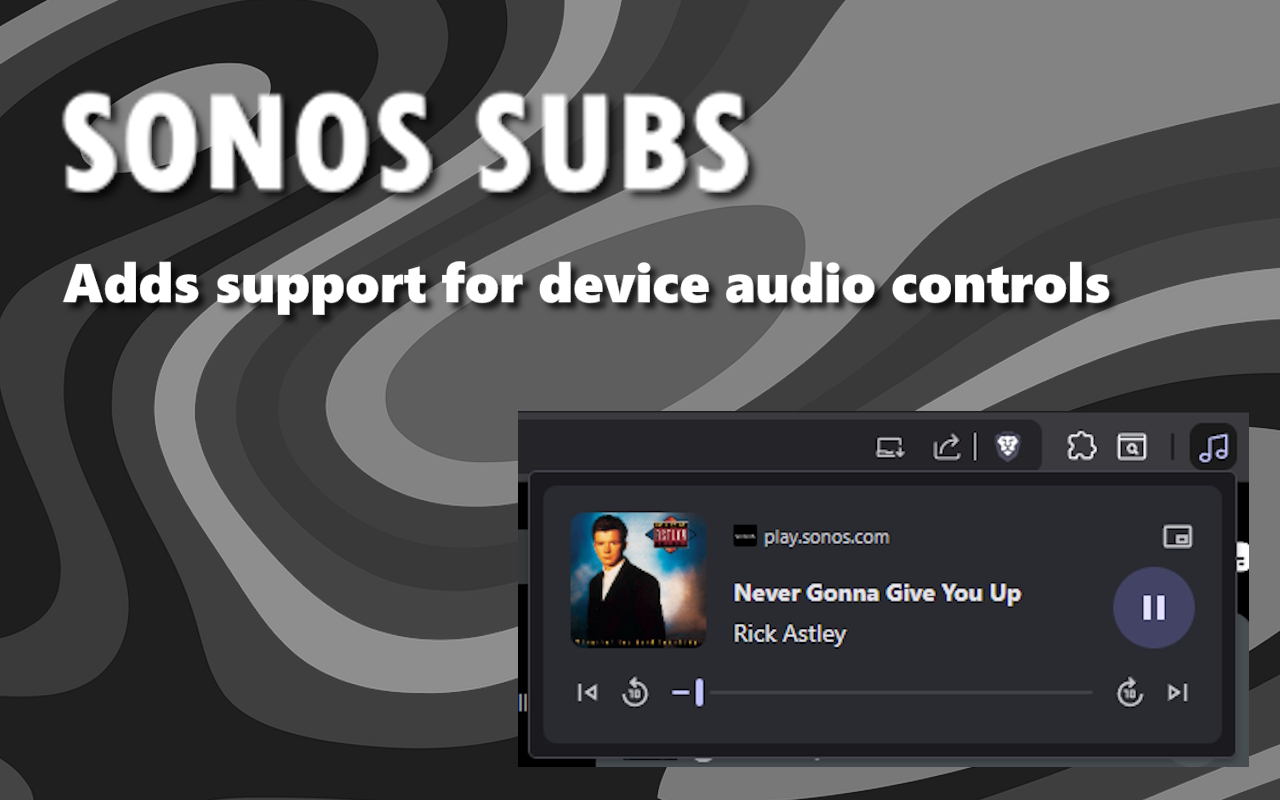 SONOS SUBS
Adds support for device audio controls
play.sonos.com
Never Gonna Give You Up
Rick Astley
10
10